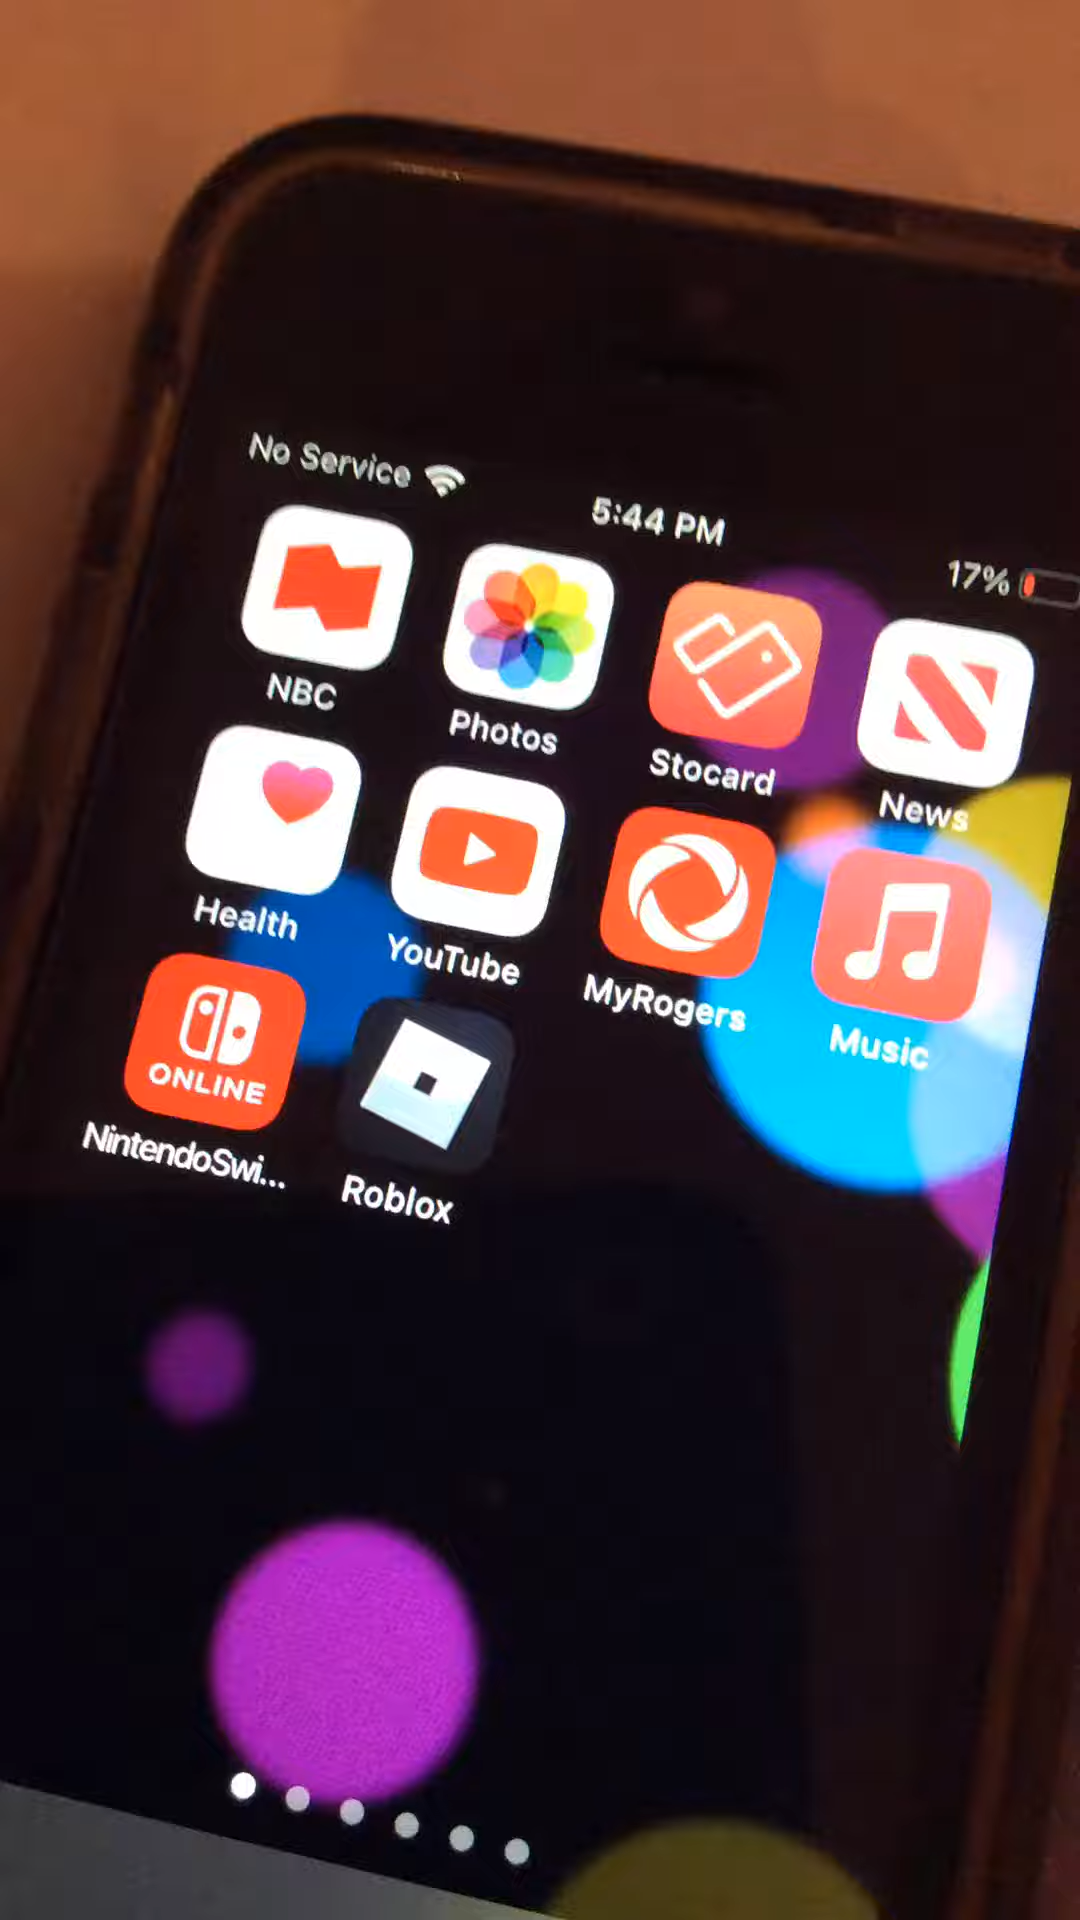 No Service
5:44 PM
17%
NBC
Photos
Stocard
News
Health
YouTube
MyRogers
Music
ONLINE
NintendoSwi...
Roblox